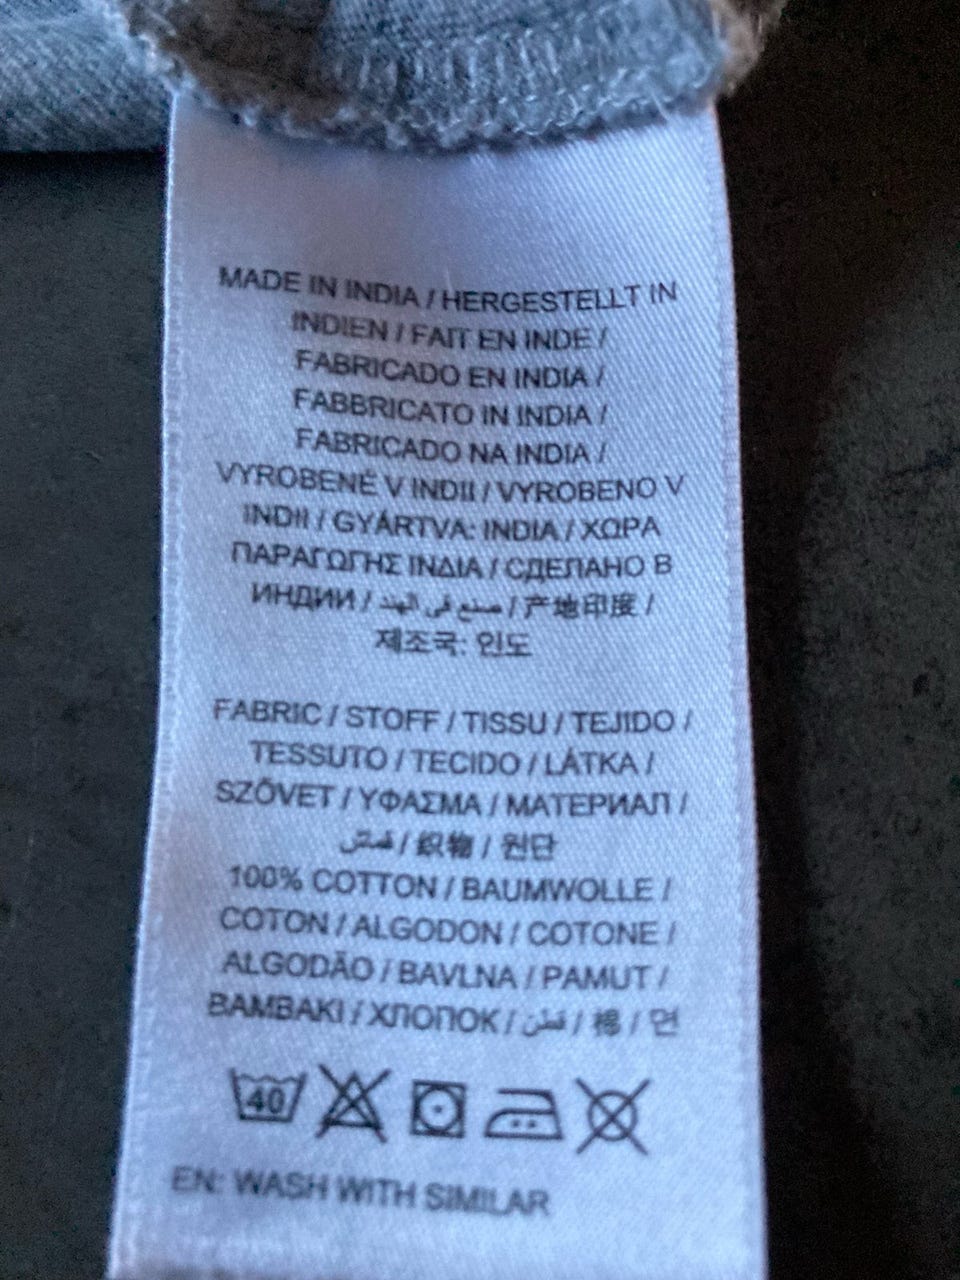 MADE IN INDIA / HERGESTELLT IN
INDIEN / FAIT EN INDE /
FABRICADO EN INDIA /
FABBRICATO IN INDIA /
FABRICADO NA INDIA /
VYROBENÉ V INDII / VYROBENO V
INDII / GYÁRTVA: INDIA / ΧΩΡΑ
ΠΑΡΑΓΩΓΗΣ ΙΝΔΙΑ / СДЕЛАНО В
ИНДИИ / صنع في الهند / 产地印度 /
제조국: 인도
FABRIC / STOFF / TISSU / TEJIDO /
TESSUTO / TECIDO / LÁTKA /
SZÖVET / ΥΦΑΣΜΑ / МАТЕРИАЛ /
قماش / 织物 / 원단
100% COTTON / BAUMWOLLE /
COTON / ALGODON / COTONE /
ALGODÃO / BAVLNA / PAMUT /
ΒΑΜΒΑΚΙ / ХЛОПОК / قطن / 棉 / 면
40
EN: WASH WITH SIMILAR